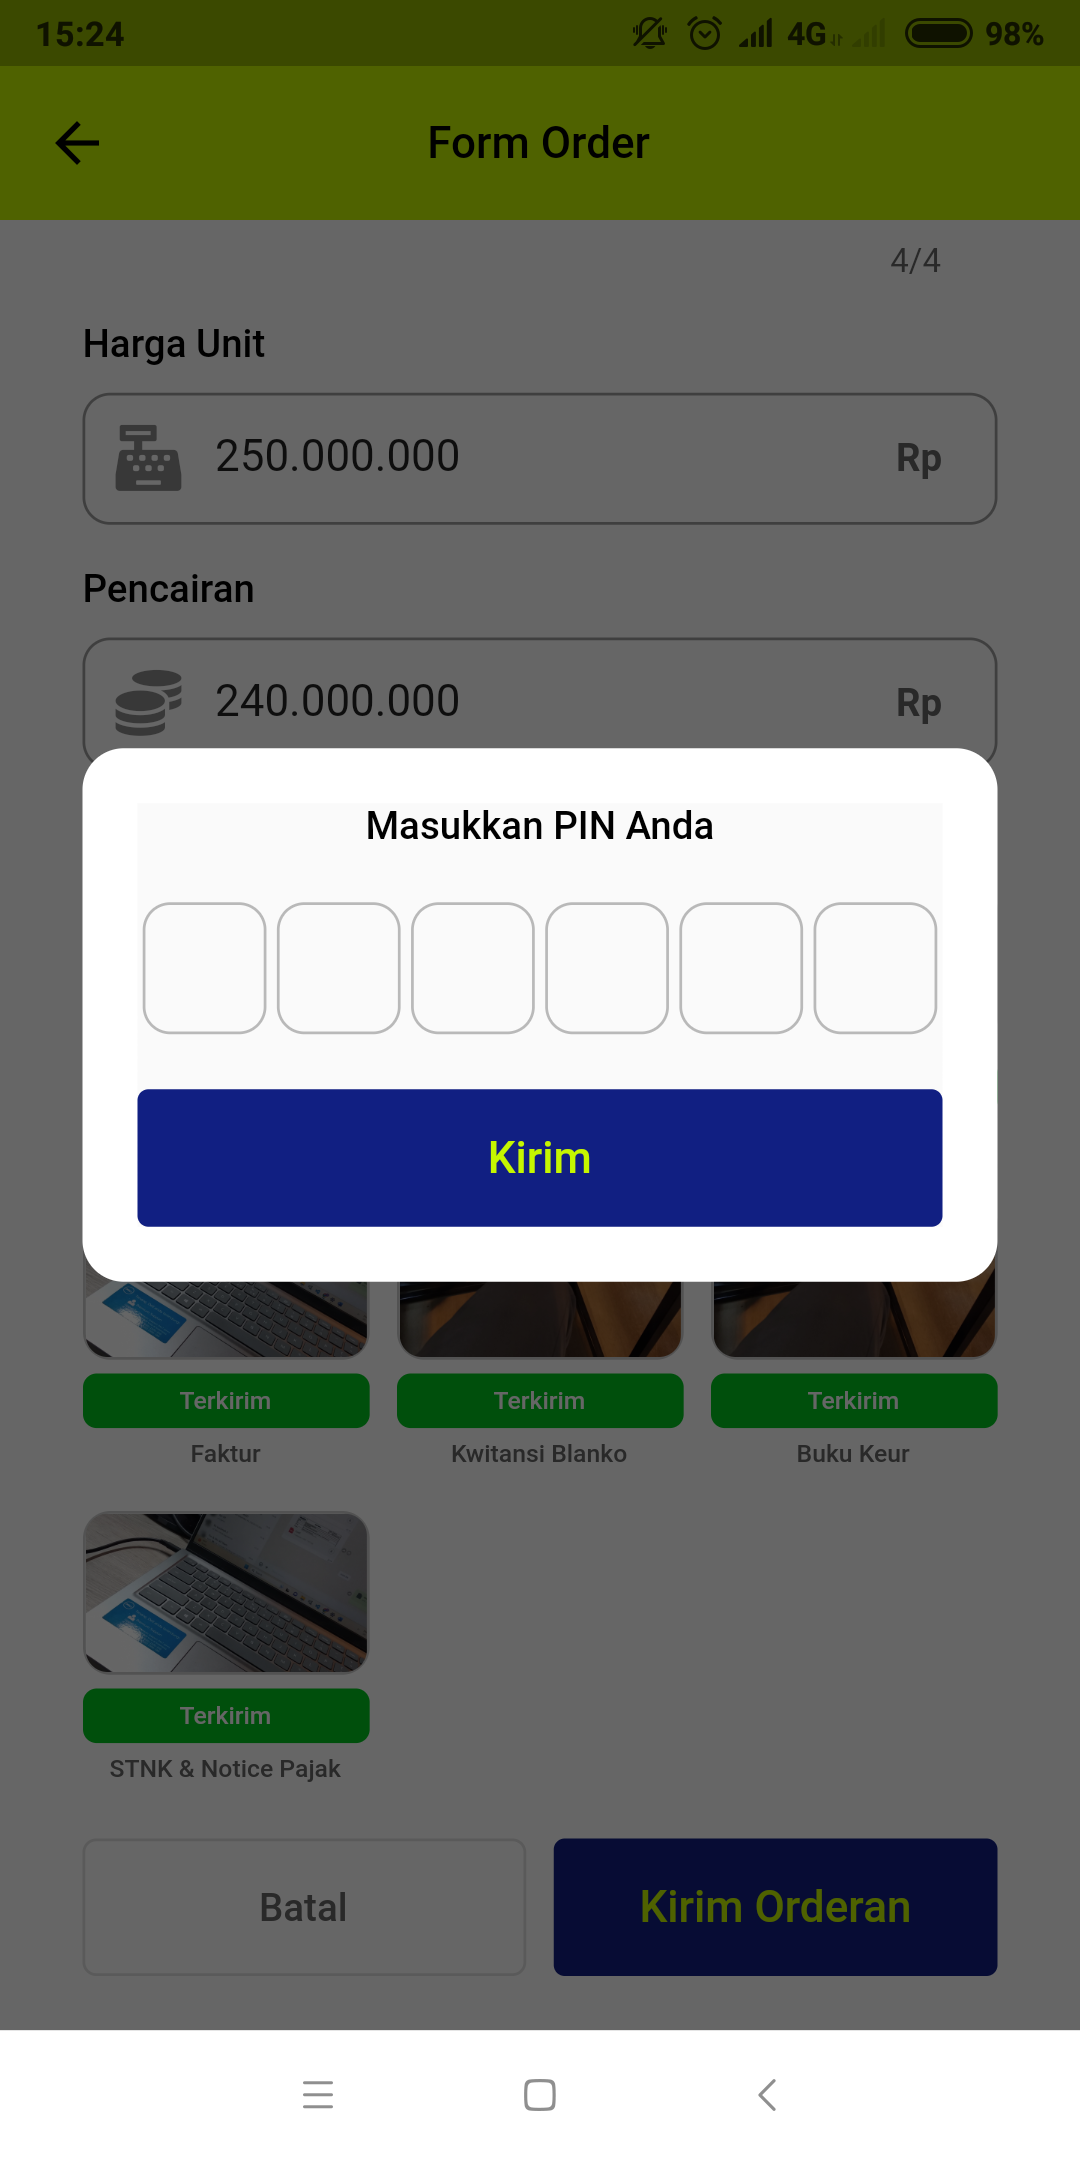 15:24
4G
98%
Form Order
4/4
Harga Unit
250.000.000
Rp
Pencairan
240.000.000
Rp
Masukkan PIN Anda
Kirim
Terkirim
Terkirim
Terkirim
Faktur
Kwitansi Blanko
Buku Keur
Terkirim
STNK & Notice Pajak
Batal
Kirim Orderan